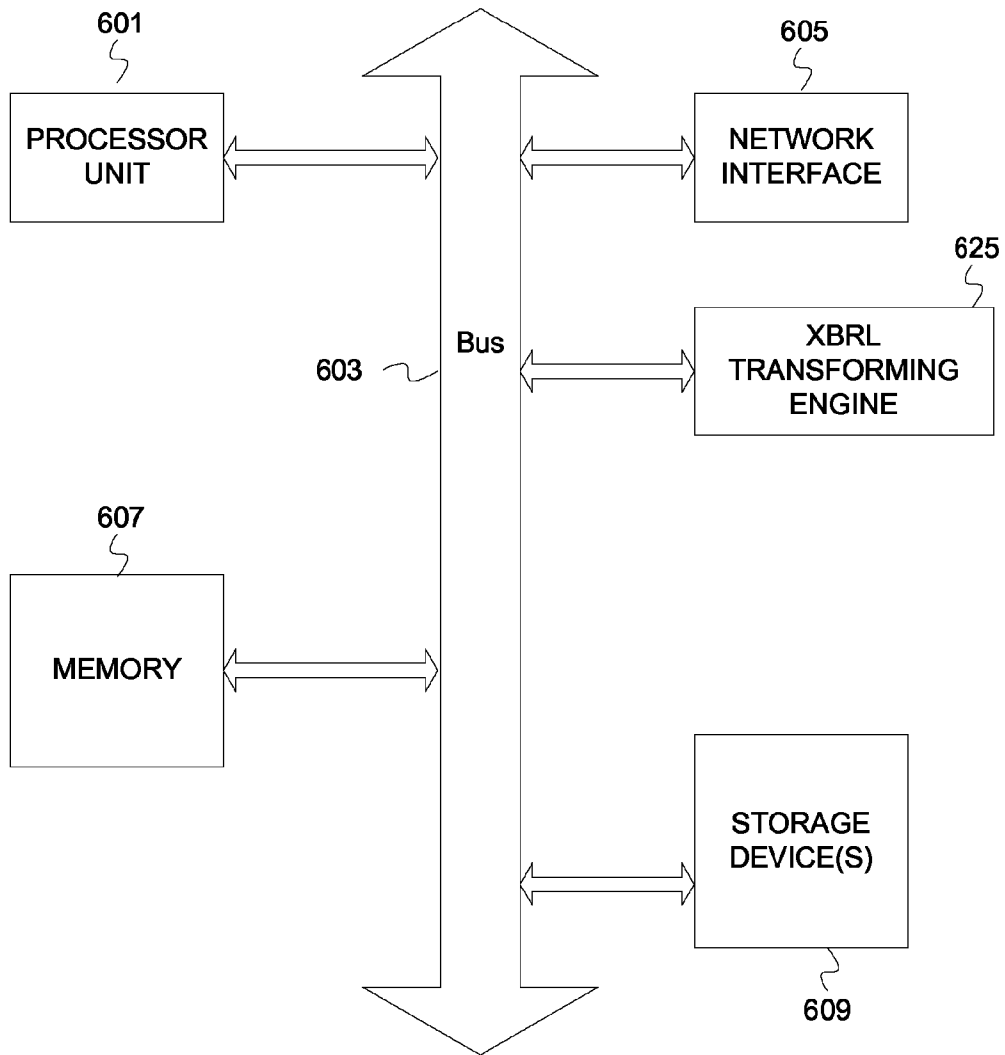 601
PROCESSOR
UNIT
605
NETWORK
INTERFACE
625
XBRL
TRANSFORMING
ENGINE
Bus
603
607
MEMORY
STORAGE
DEVICE(S)
609